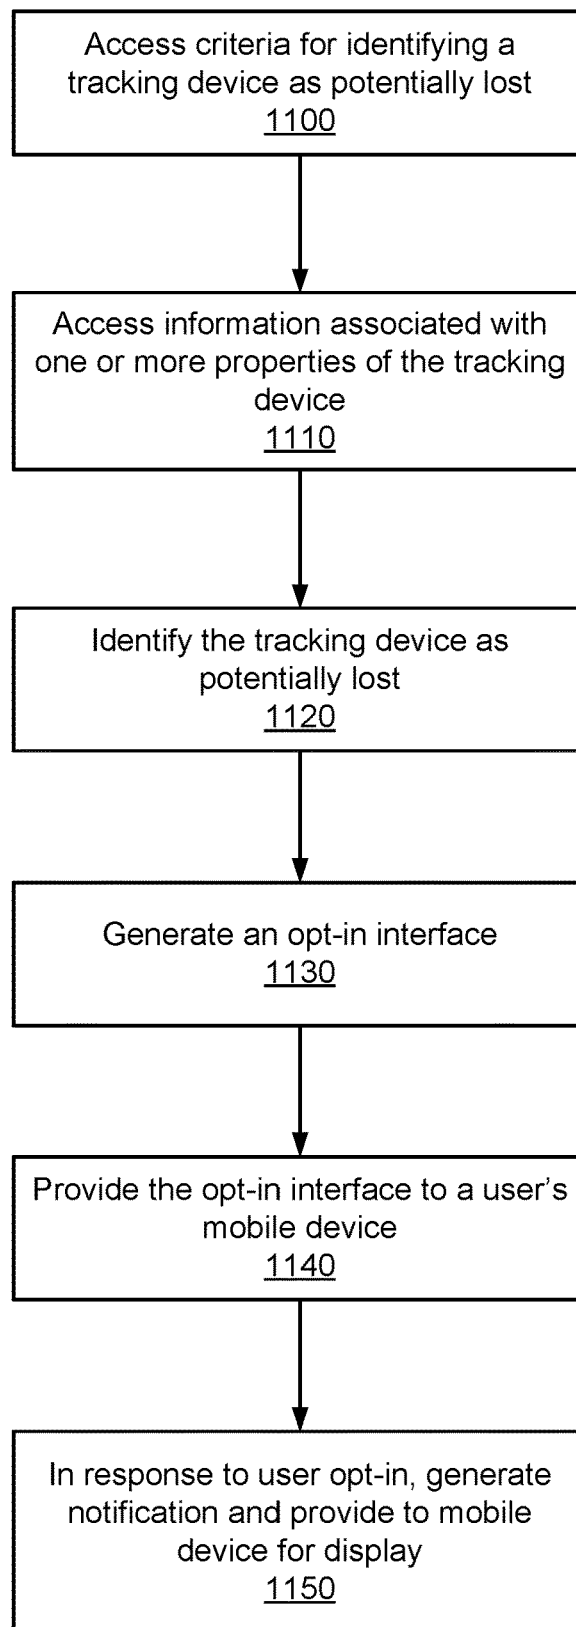 Access criteria for identifying a
tracking device as potentially lost
1100
Access information associated with
one or more properties of the tracking
device
1110
Identify the tracking device as
potentially lost
1120
Generate an opt-in interface
1130
Provide the opt-in interface to a user's
mobile device
1140
In response to user opt-in, generate
notification and provide to mobile
device for display
1150